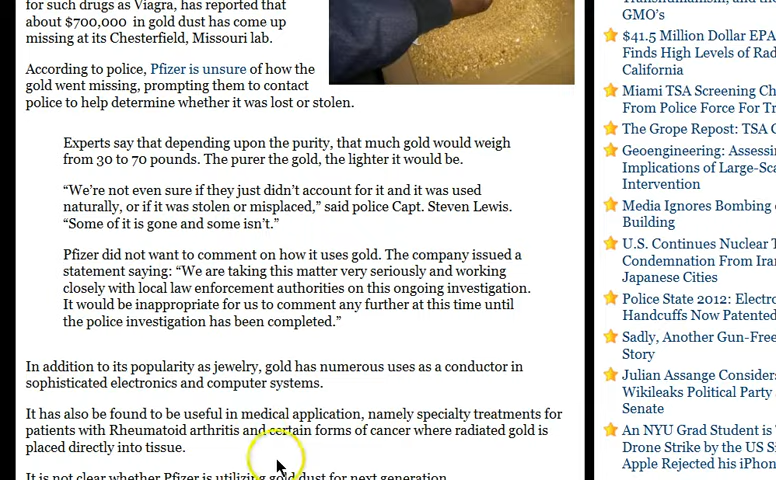 for such drugs as Viagra, has reported that
about $700,000 in gold dust has come up
missing at its Chesterfield, Missouri lab.
According to police, Pfizer is unsure of how the
gold went missing, prompting them to contact
police to help determine whether it was lost or stolen.
Experts say that depending upon the purity, that much gold would weigh
from 30 to 70 pounds. The purer the gold, the lighter it would be.
“We’re not even sure if they just didn’t account for it and it was used
naturally, or if it was stolen or misplaced,” said police Capt. Steven Lewis.
“Some of it is gone and some isn’t.”
Pfizer did not want to comment on how it uses gold. The company issued a
statement saying: “We are taking this matter very seriously and working
closely with local law enforcement authorities on this ongoing investigation.
It would be inappropriate for us to comment any further at this time until
the police investigation has been completed.”
In addition to its popularity as jewelry, gold has numerous uses as a conductor in
sophisticated electronics and computer systems.
It has also be found to be useful in medical application, namely specialty treatments for
patients with Rheumatoid arthritis and certain forms of cancer where radiated gold is
placed directly into tissue.
It is not clear whether Pfizer is utilizing gold dust for next generation
Transhumanism, and the
GMO’s
$41.5 Million Dollar EPA
Finds High Levels of Rad
California
Miami TSA Screening Ch
From Police Force For Tr
The Grope Repost: TSA C
Geoengineering: Assessin
Implications of Large-Sca
Intervention
Media Ignores Bombing o
Building
U.S. Continues Nuclear T
Condemnation From Iran
Japanese Cities
Police State 2012: Electro
Handcuffs Now Patented
Sadly, Another Gun-Free
Story
Julian Assange Considers
Wikileaks Political Party a
Senate
An NYU Grad Student is T
Drone Strike by the US Si
Apple Rejected his iPhon